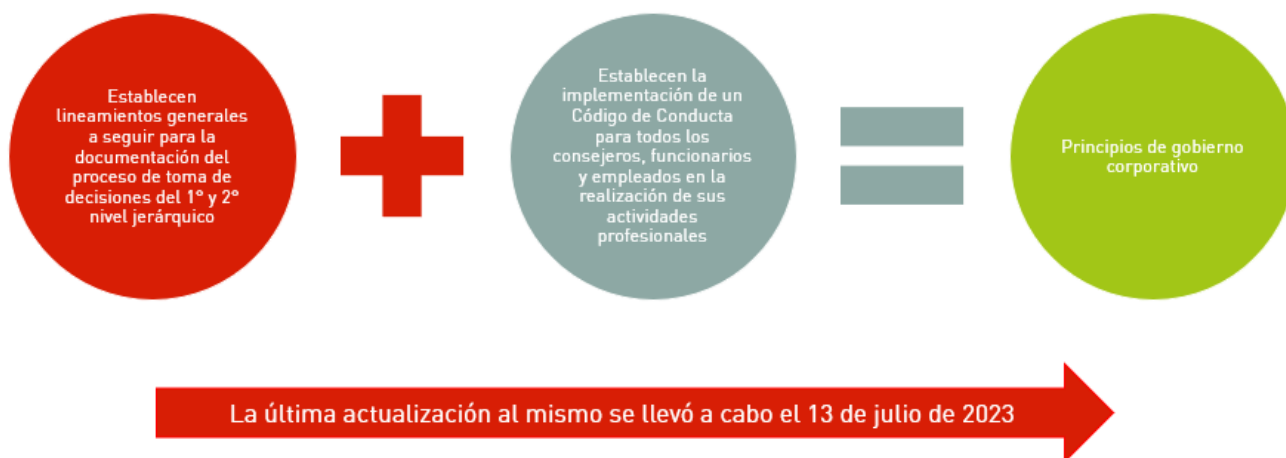 Establecen
lineamientos generales
a seguir para la
documentación del
proceso de toma de
decisiones del 1° y 2°
nivel jerárquico
Establecen la
implementación de un
Código de Conducta
para todos los
consejeros, funcionarios
y empleados en la
realización de sus
actividades
profesionales
Principios de gobierno
corporativo
La última actualización al mismo se llevó a cabo el 13 de julio de 2023